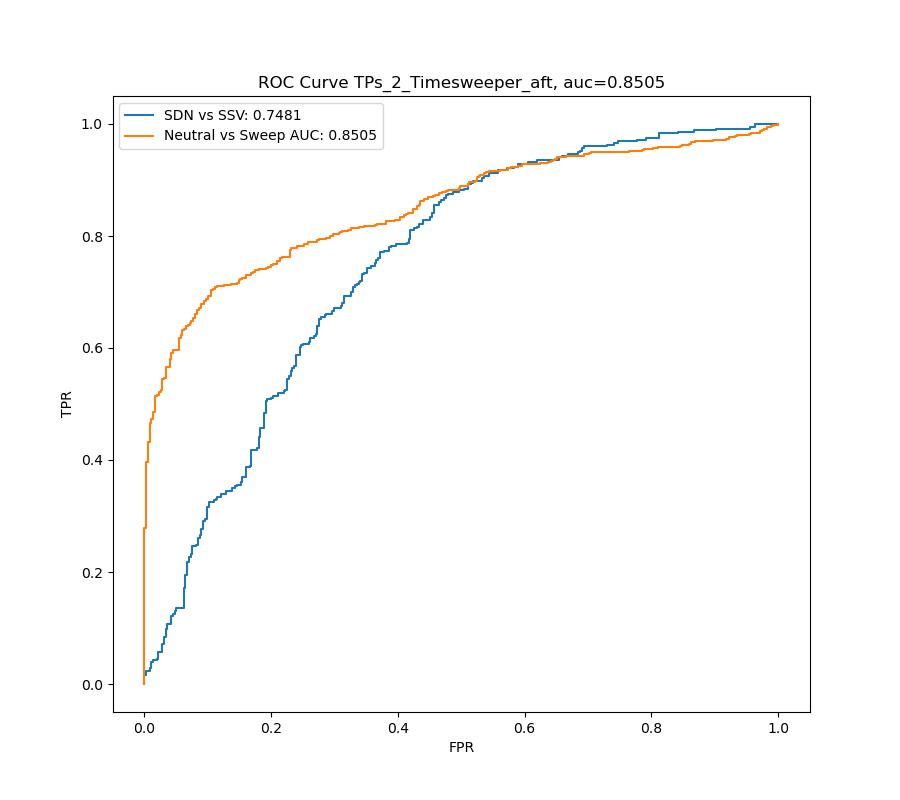 ROC Curve TPs_2_Timesweeper_aft, auc=0.8505
SDN vs SSV: 0.7481
Neutral vs Sweep AUC: 0.8505
1.0
0.8
0.6
0.4
0.2
0.0
TPR
0.0 0.2 0.4 0.6 0.8 1.0
FPR